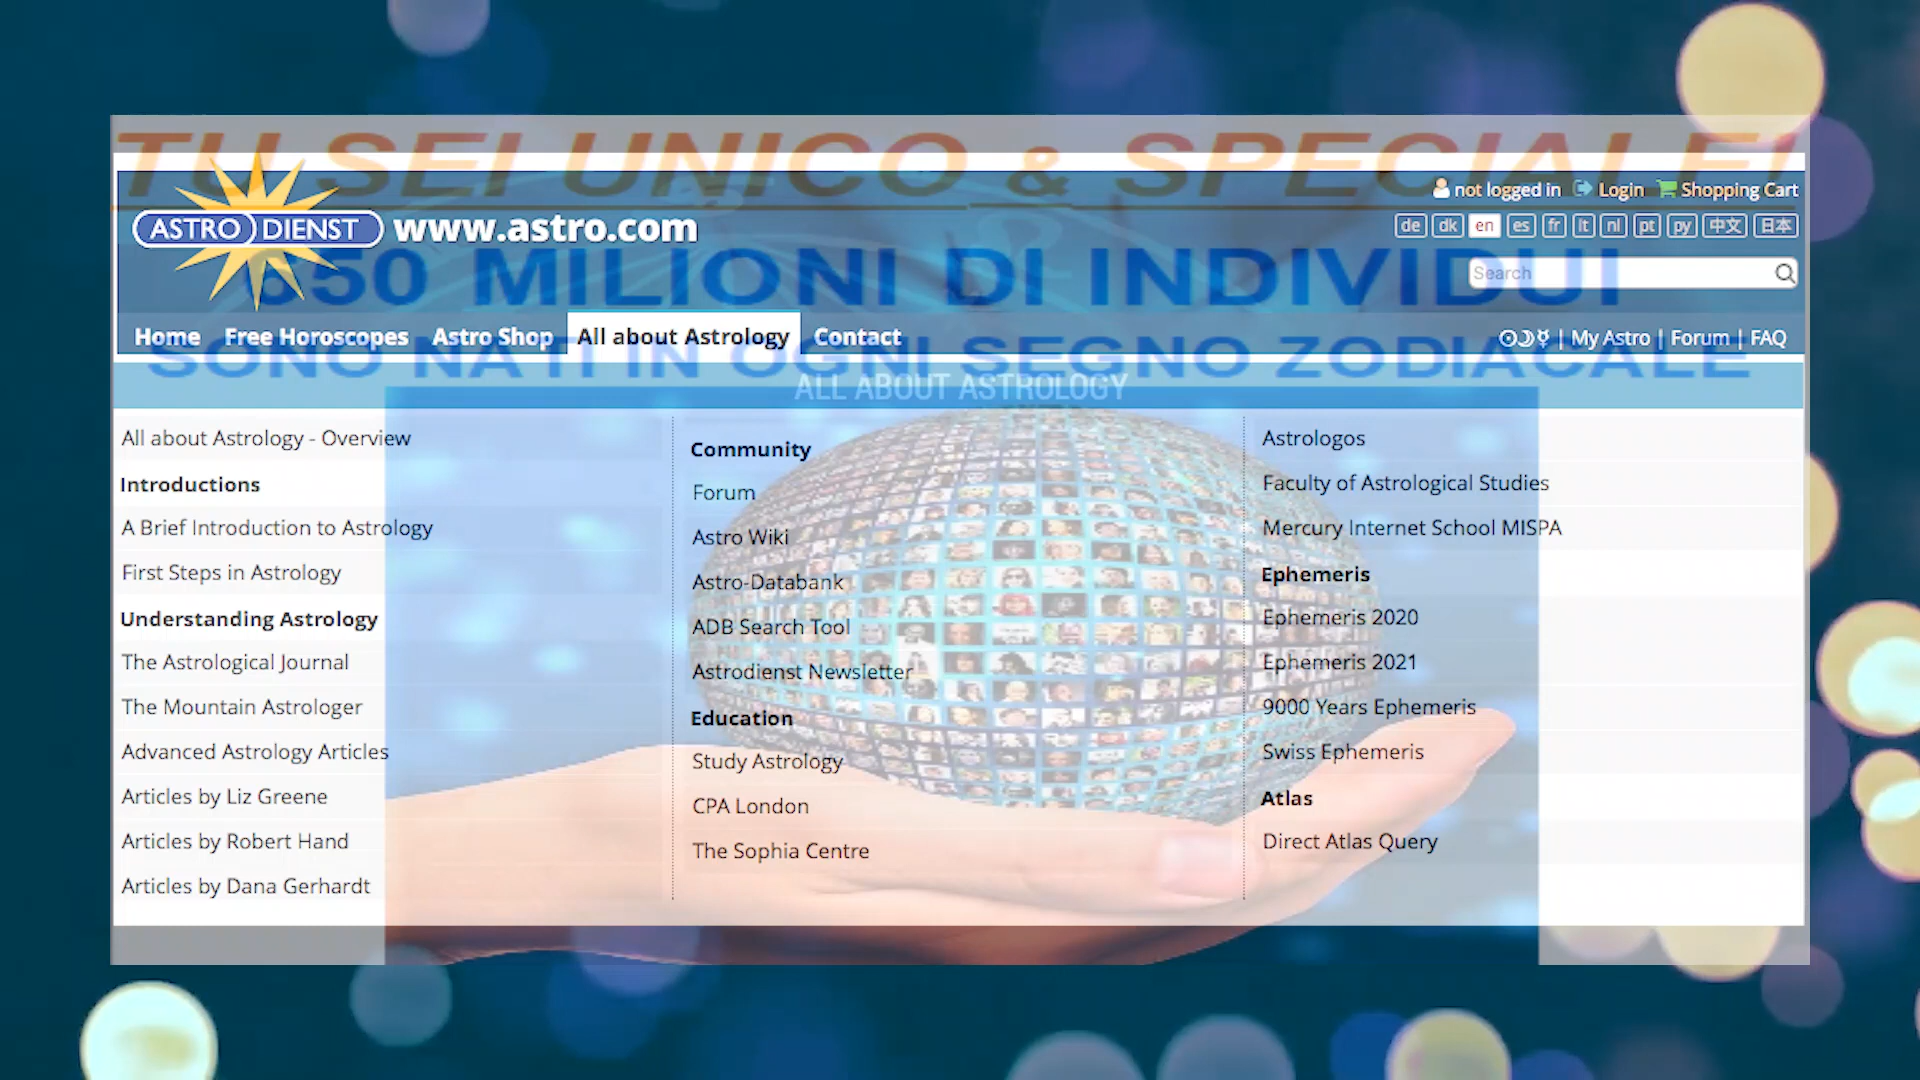 TU SEI UNICO & SPECIALE!
not logged in Login Shopping Cart
ASTRO DIENST www.astro.com
de dk en es fr it nl pt py 中文 日本
650 MILIONI DI INDIVIDUI
Search
Home Free Horoscopes Astro Shop All about Astrology Contact
My Astro | Forum | FAQ
SONO NATI IN OGNI SEGNO ZODIACALE
ALL ABOUT ASTROLOGY
All about Astrology - Overview
Introductions
A Brief Introduction to Astrology
First Steps in Astrology
Understanding Astrology
The Astrological Journal
The Mountain Astrologer
Advanced Astrology Articles
Articles by Liz Greene
Articles by Robert Hand
Articles by Dana Gerhardt
Community
Forum
Astro Wiki
Astro-Databank
ADB Search Tool
Astrodienst Newsletter
Education
Study Astrology
CPA London
The Sophia Centre
Astrologos
Faculty of Astrological Studies
Mercury Internet School MISPA
Ephemeris
Ephemeris 2020
Ephemeris 2021
9000 Years Ephemeris
Swiss Ephemeris
Atlas
Direct Atlas Query